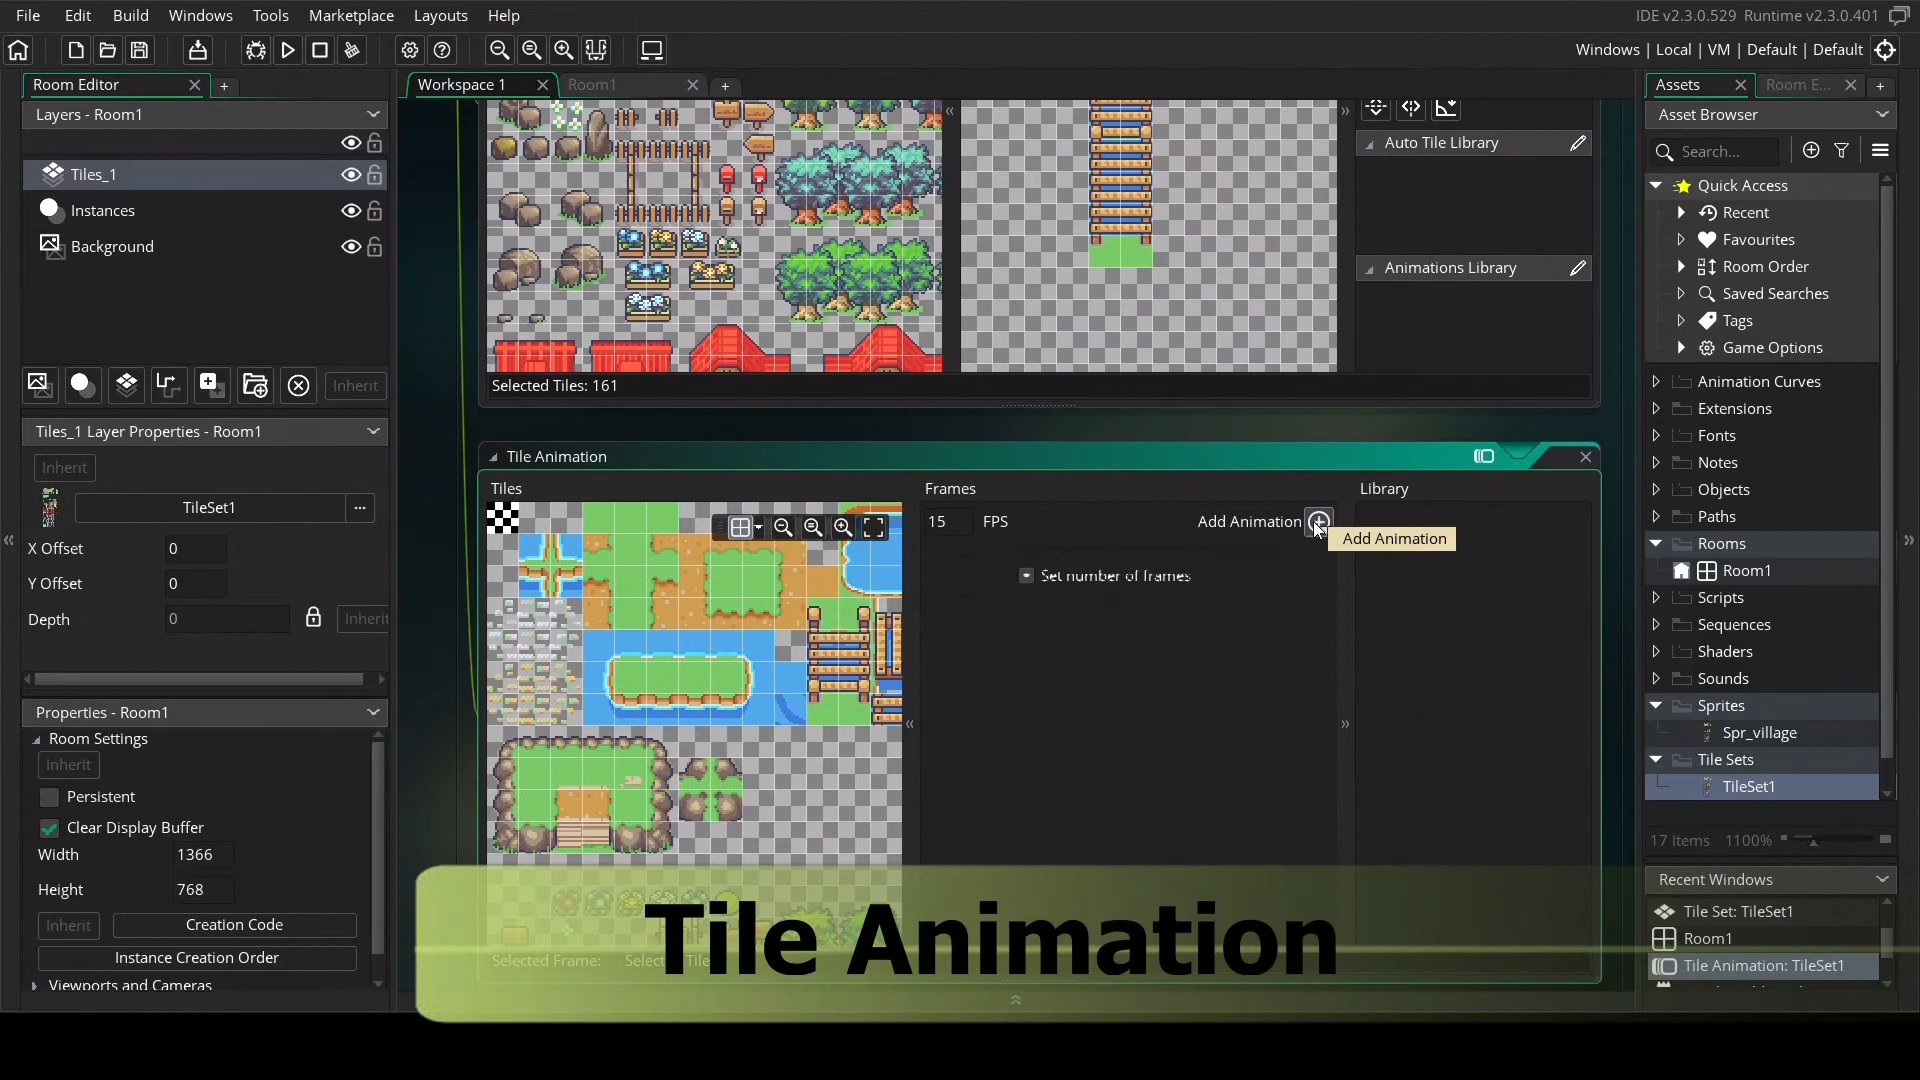 File Edit Build Windows Tools Marketplace Layouts Help
IDE v2.3.0.529 Runtime v2.3.0.401
Windows | Local | VM | Default | Default
Room Editor
Workspace 1
Room1
Assets
Room E...
Layers - Room1
Asset Browser
Tiles_1
Instances
Background
Inherit
Auto Tile Library
Animations Library
Selected Tiles: 161
Search...
Quick Access
Recent
Favourites
Room Order
Saved Searches
Tags
Game Options
Animation Curves
Extensions
Fonts
Notes
Objects
Paths
Rooms
Room1
Scripts
Sequences
Shaders
Sounds
Sprites
Spr_village
Tile Sets
TileSet1
17 Items 1100%
Recent Windows
Tile Set: TileSet1
Room1
Tile Animation: TileSet1
Tiles_1 Layer Properties - Room1
Inherit
TileSet1
...
X Offset 0
Y Offset 0
Depth 0
Inherit
Properties - Room1
Room Settings
Inherit
Persistent
Clear Display Buffer
Width 1366
Height 768
Inherit
Creation Code
Instance Creation Order
Viewports and Cameras
Tile Animation
Tiles
Frames
Library
15 FPS
Add Animation
Add Animation
Set number of frames
Selected Frame:
Tile Animation